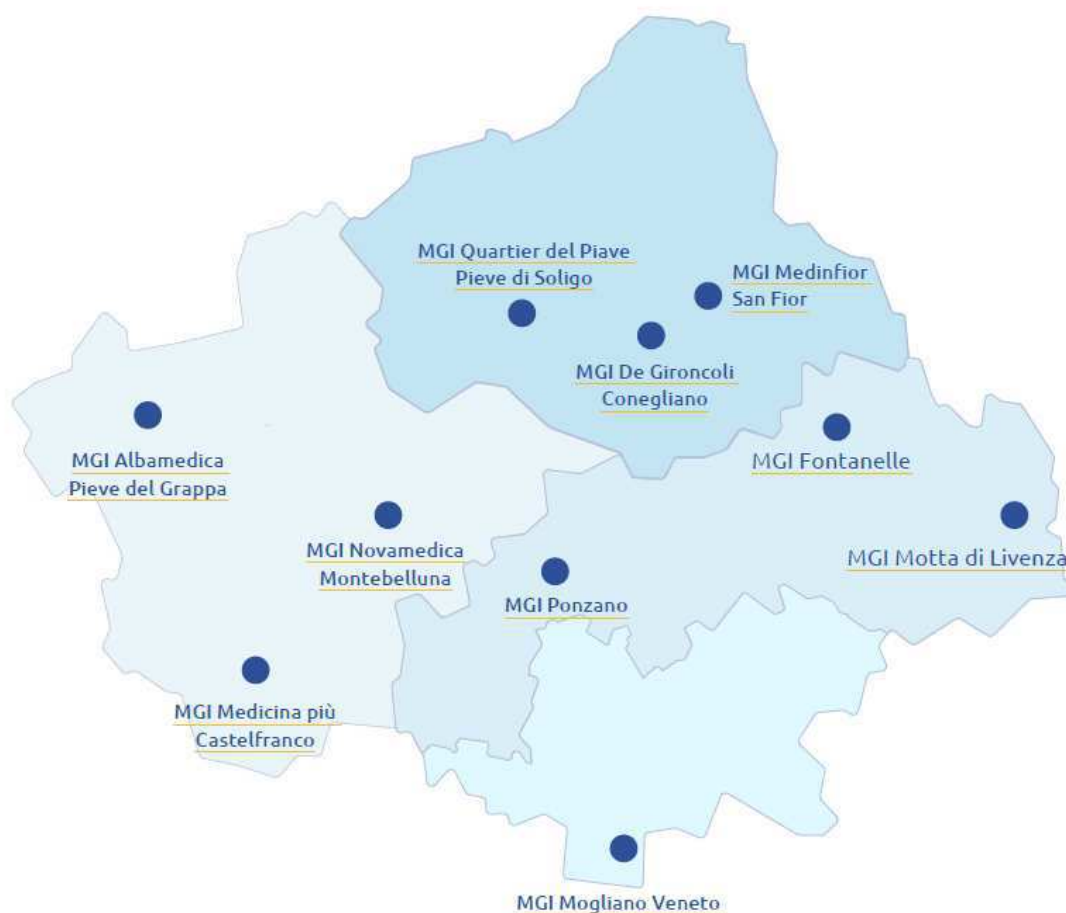 MGI Quartier del Piave
Pieve di Soligo
MGI Medinfior
San Fior
MGI De Gironcoli
Conegliano
MGI Albamedica
Pieve del Grappa
MGI Fontanelle
MGI Novamedica
Montebelluna
MGI Motta di Livenza
MGI Ponzano
MGI Medicina più
Castelfranco
MGI Mogliano Veneto